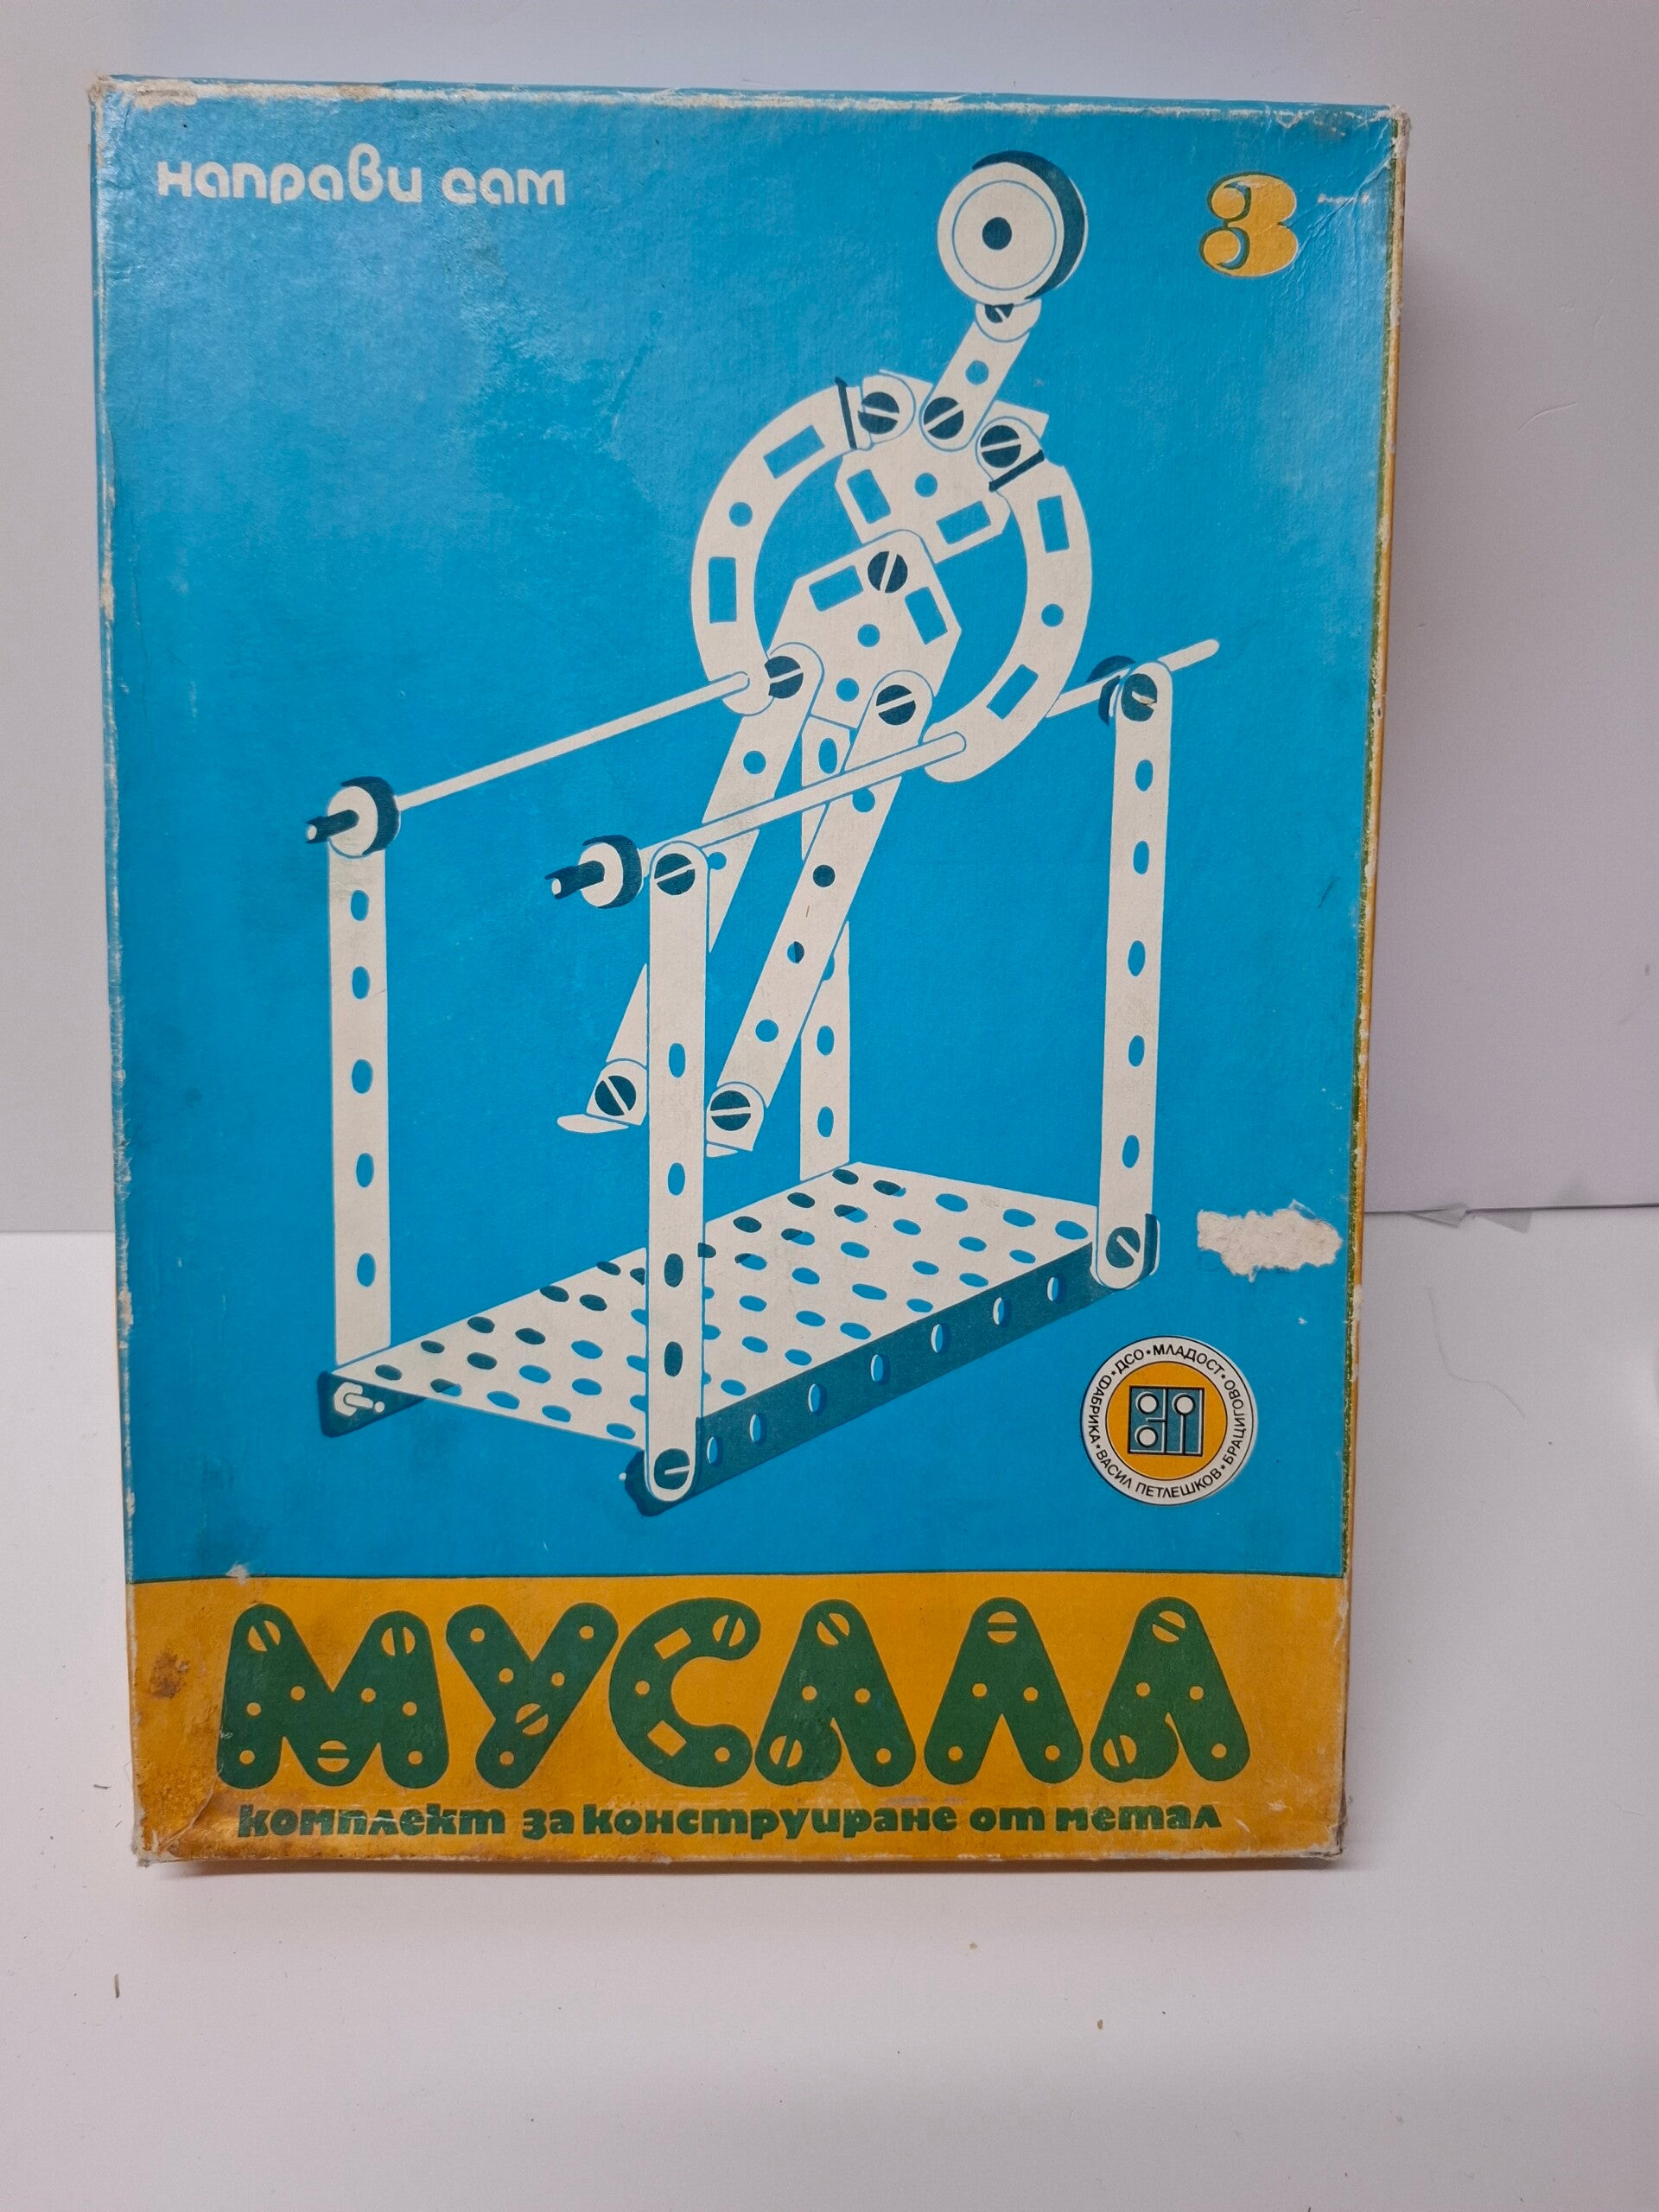 направи сам
3
ФАБРИКА • ДСО • МЛАДОСТ • БРАЦИГОВО • ВАСИЛ ПЕТЛЕШКОВ
МУСАЛА
комплект за конструиране от метал